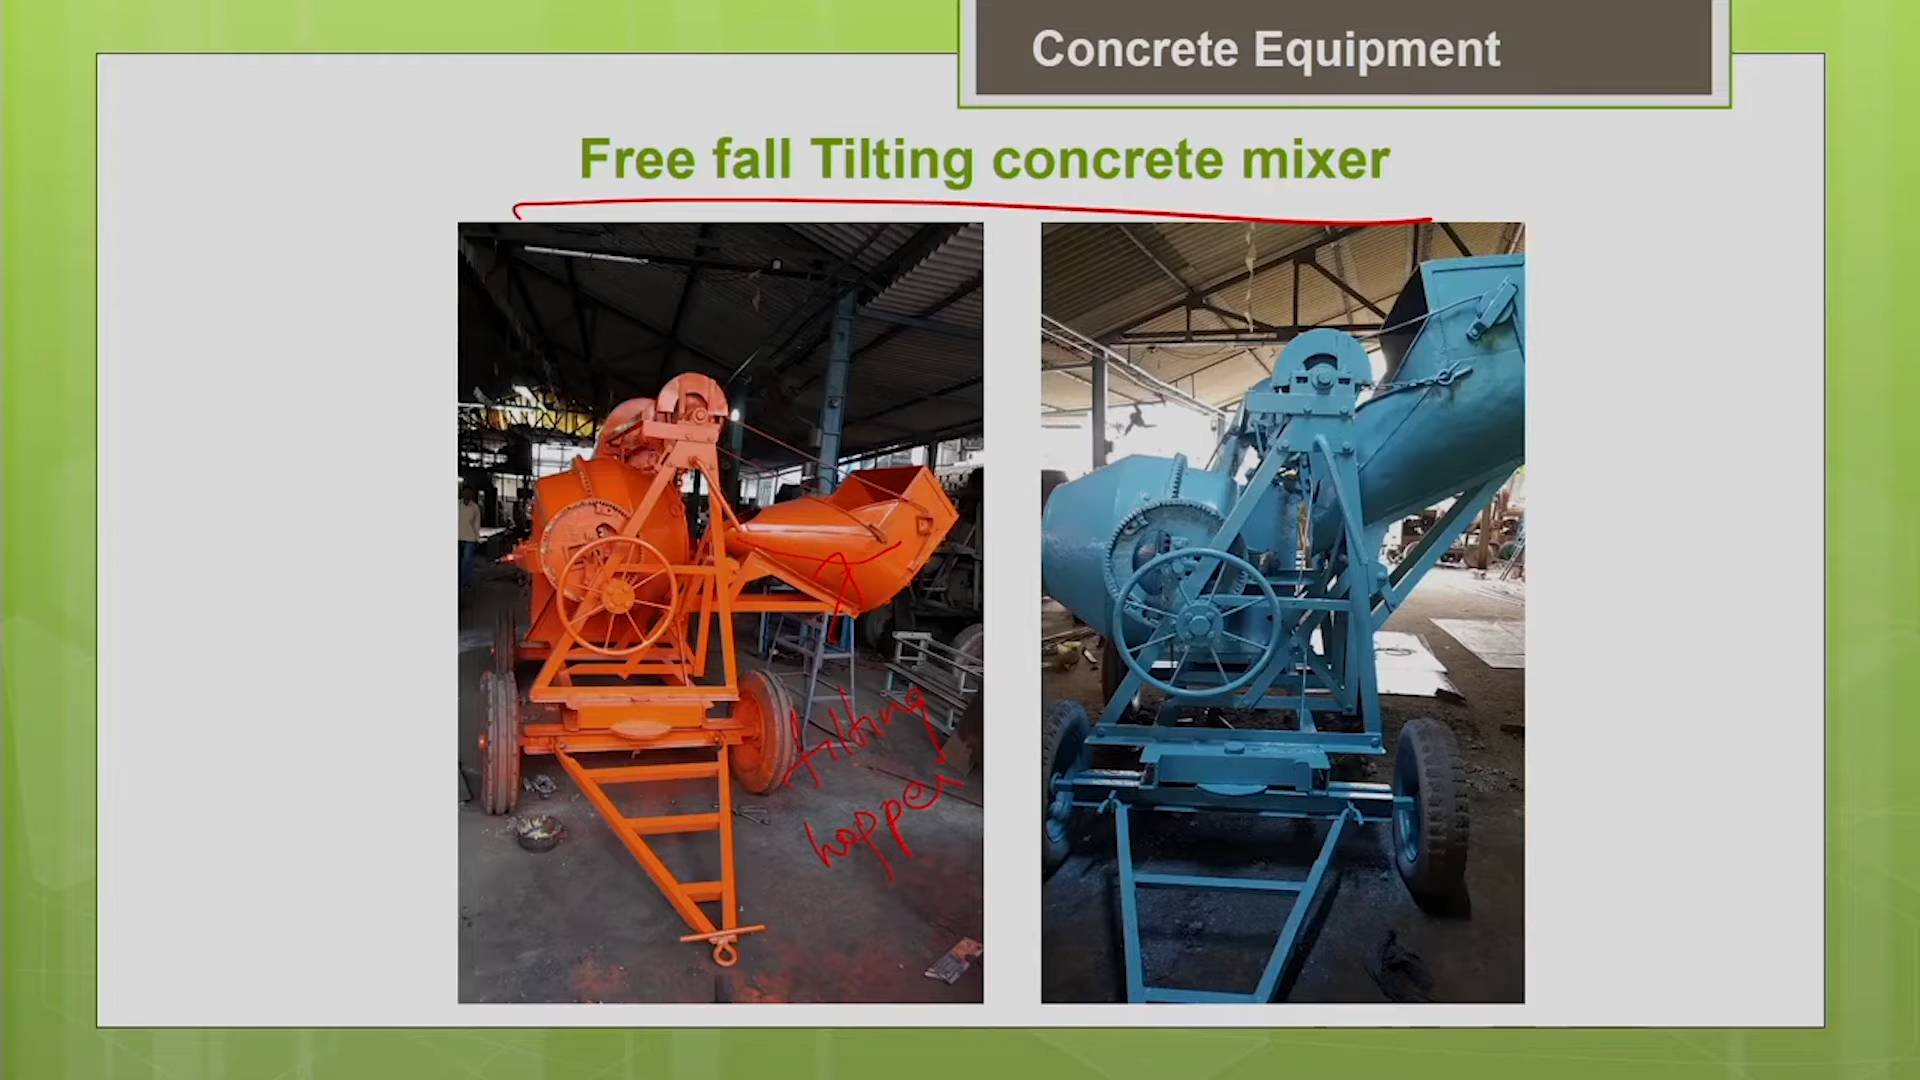 Concrete Equipment
Free fall Tilting concrete mixer
tilting
hopper